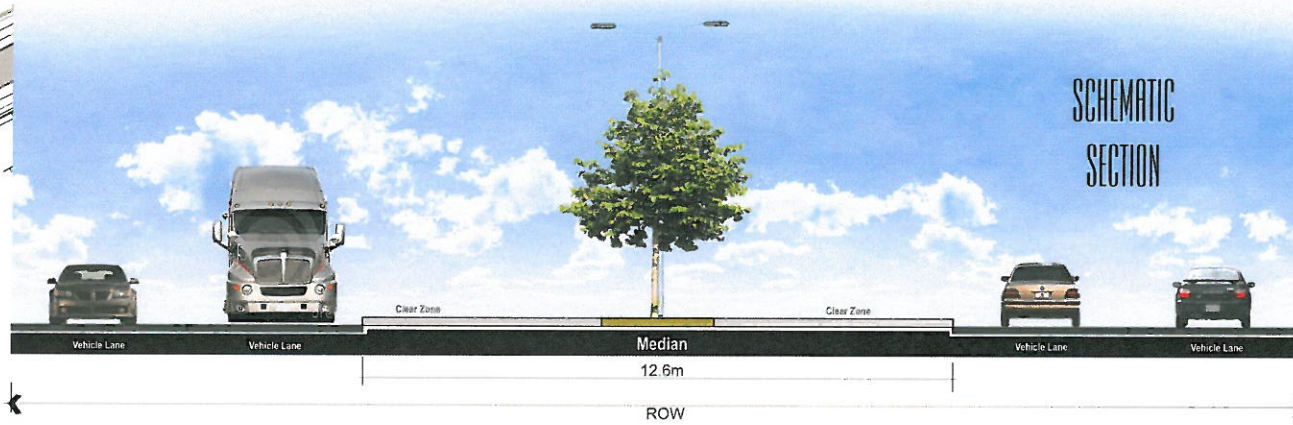 SCHEMATIC
SECTION
Clear Zone
Clear Zone
Vehicle Lane
Vehicle Lane
Median
Vehicle Lane
Vehicle Lane
12.6m
ROW